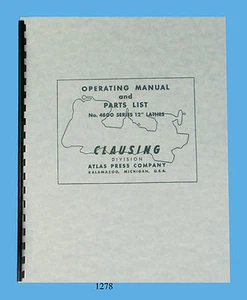 OPERATING MANUAL
and
PARTS LIST
No. 4800 SERIES 12" LATHES
CLAUSING
DIVISION
ATLAS PRESS COMPANY
KALAMAZOO, MICHIGAN, U.S.A.
1278